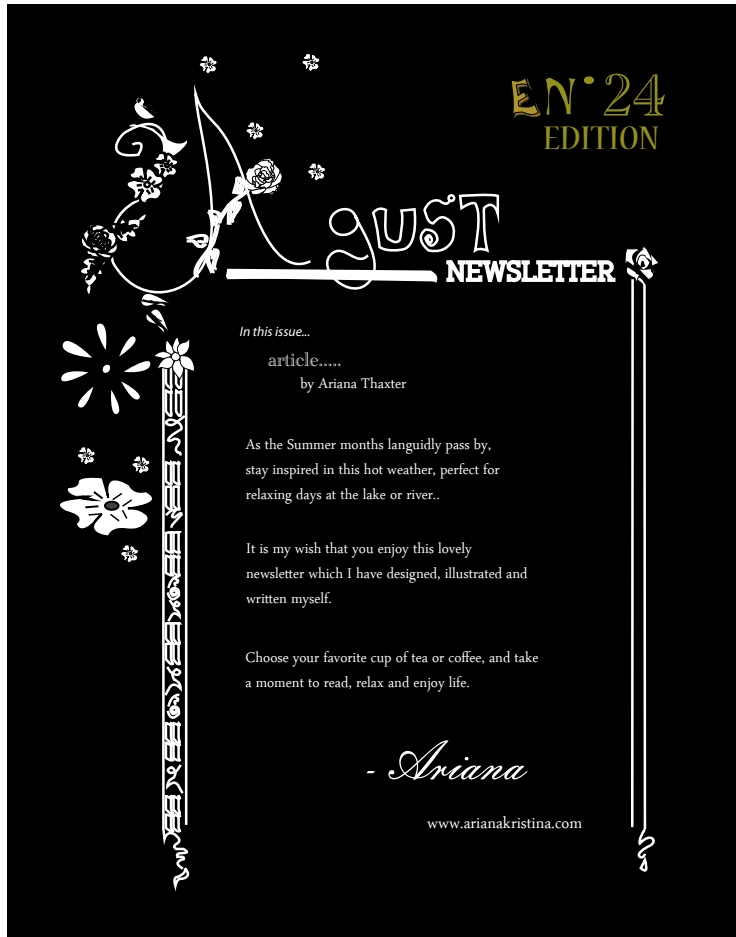 EN°24
EDITION
Agust
NEWSLETTER
In this issue...
article.....
by Ariana Thaxter
As the Summer months languidly pass by,
stay inspired in this hot weather, perfect for
relaxing days at the lake or river..
It is my wish that you enjoy this lovely
newsletter which I have designed, illustrated and
written myself.
Choose your favorite cup of tea or coffee, and take
a moment to read, relax and enjoy life.
- Ariana
www.arianakristina.com